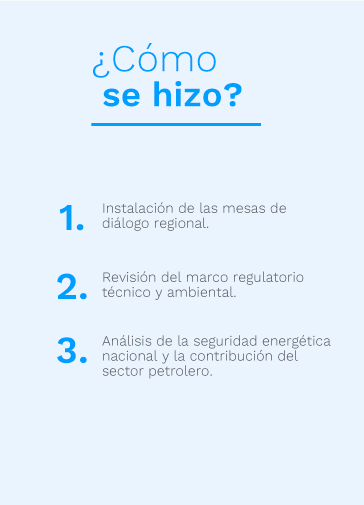 ¿Cómo
se hizo?
1. Instalación de las mesas de
diálogo regional.
2. Revisión del marco regulatorio
técnico y ambiental.
3. Análisis de la seguridad energética
nacional y la contribución del
sector petrolero.